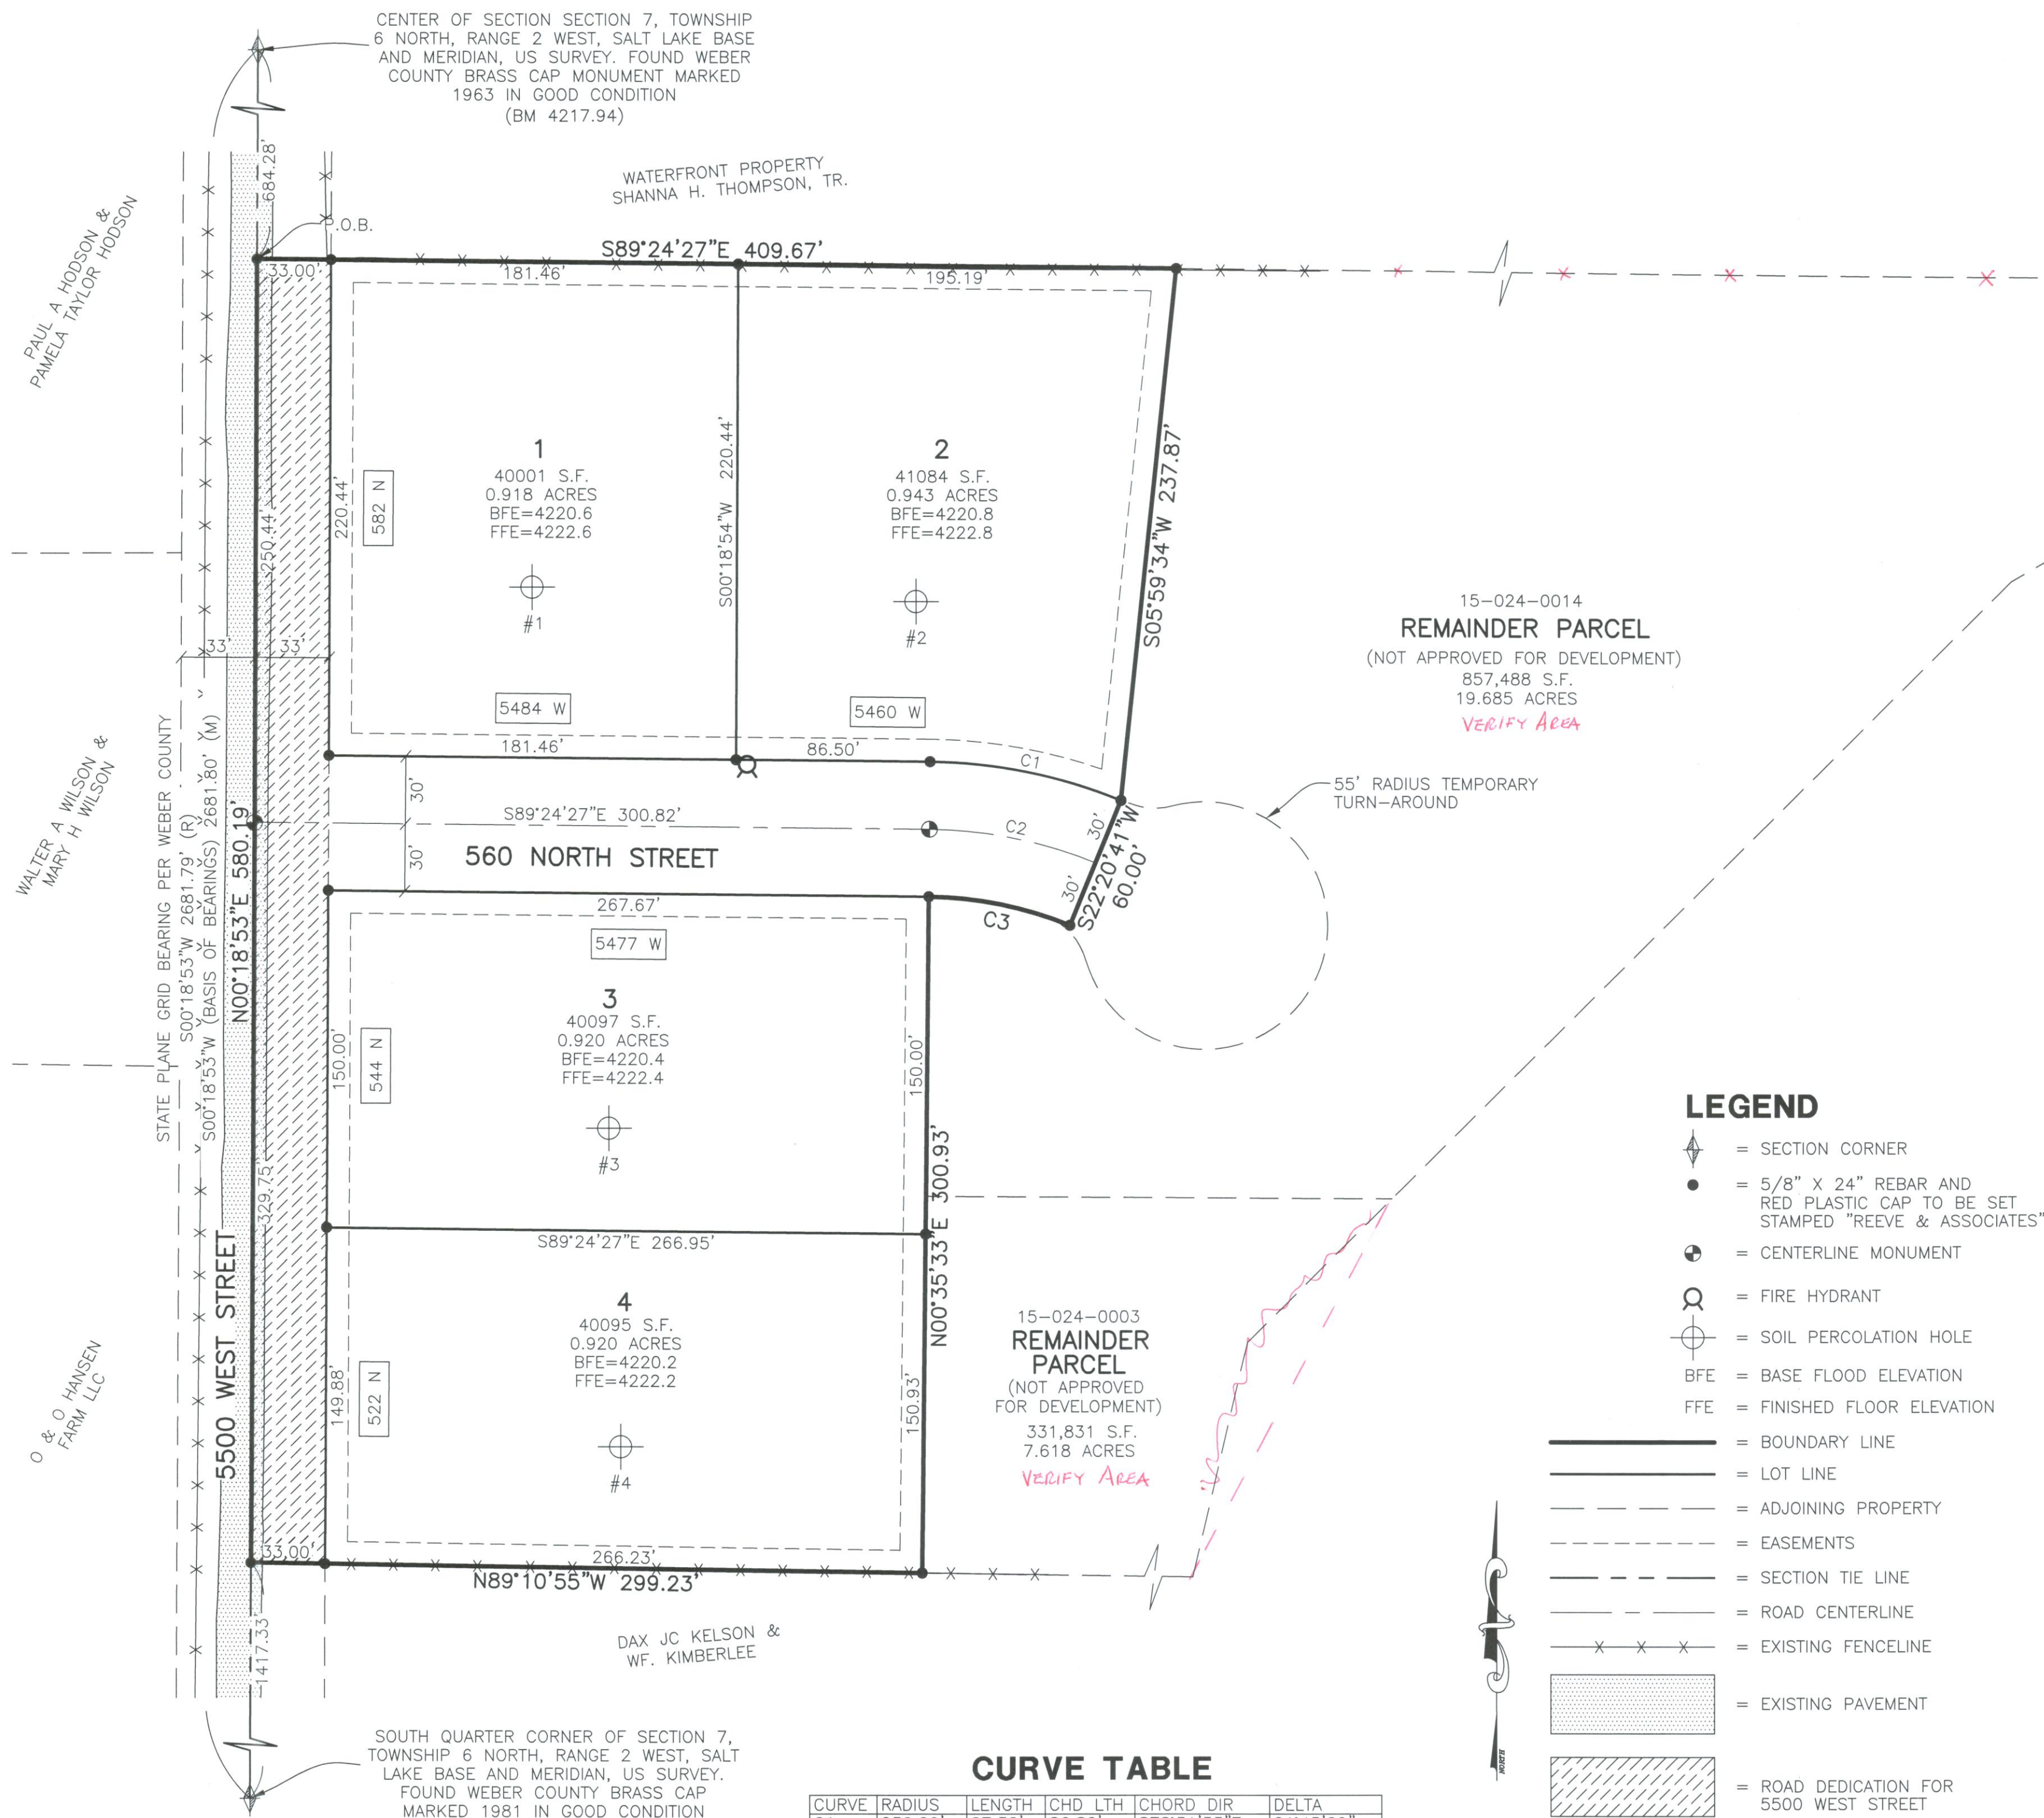 CENTER OF SECTION SECTION 7, TOWNSHIP
6 NORTH, RANGE 2 WEST, SALT LAKE BASE
AND MERIDIAN, US SURVEY. FOUND WEBER
COUNTY BRASS CAP MONUMENT MARKED
1963 IN GOOD CONDITION
(BM 4217.94)
WATERFRONT PROPERTY
SHANNA H. THOMPSON, TR.
684.28'
P.O.B.
PAUL A HODSON &
PAMELA TAYLOR HODSON
S89°24'27"E 409.67'
33.00'
181.46'
195.19'
1
40001 S.F.
0.918 ACRES
BFE=4220.6
FFE=4222.6
#1
582 N
220.44'
250.44'
S00°18'54"W 220.44'
2
41084 S.F.
0.943 ACRES
BFE=4220.8
FFE=4222.8
#2
S05°59'34"W 237.87'
15-024-0014
REMAINDER PARCEL
(NOT APPROVED FOR DEVELOPMENT)
857,488 S.F.
19.685 ACRES
VERIFY AREA
33'
33'
5484 W
5460 W
181.46'
86.50'
C1
55' RADIUS TEMPORARY
TURN-AROUND
30'
S89°24'27"E 300.82'
C2
30'
560 NORTH STREET
30'
30'
S22°20'41"W
60.00'
WALTER A WILSON &
MARY H WILSON
STATE PLANE GRID BEARING PER WEBER COUNTY
S00°18'53"W 2681.79' (R)
S00°18'53"W (BASIS OF BEARINGS) 2681.80' (M)
N00°18'53"E 580.19'
267.67'
C3
5477 W
3
40097 S.F.
0.920 ACRES
BFE=4220.4
FFE=4222.4
#3
544 N
150.00'
150.00'
329.75'
N00°35'33"E 300.93'
S89°24'27"E 266.95'
5500 WEST STREET
4
40095 S.F.
0.920 ACRES
BFE=4220.2
FFE=4222.2
#4
522 N
149.88'
150.93'
15-024-0003
REMAINDER
PARCEL
(NOT APPROVED
FOR DEVELOPMENT)
331,831 S.F.
7.618 ACRES
VERIFY AREA
O & O HANSEN
FARM LLC
33.00'
266.23'
N89°10'55"W 299.23'
1417.33'
DAX JC KELSON &
WF. KIMBERLEE
SOUTH QUARTER CORNER OF SECTION 7,
TOWNSHIP 6 NORTH, RANGE 2 WEST, SALT
LAKE BASE AND MERIDIAN, US SURVEY.
FOUND WEBER COUNTY BRASS CAP
MARKED 1981 IN GOOD CONDITION
LEGEND
= SECTION CORNER
= 5/8" X 24" REBAR AND
RED PLASTIC CAP TO BE SET
STAMPED "REEVE & ASSOCIATES"
= CENTERLINE MONUMENT
= FIRE HYDRANT
= SOIL PERCOLATION HOLE
BFE = BASE FLOOD ELEVATION
FFE = FINISHED FLOOR ELEVATION
= BOUNDARY LINE
= LOT LINE
= ADJOINING PROPERTY
= EASEMENTS
= SECTION TIE LINE
= ROAD CENTERLINE
= EXISTING FENCELINE
= EXISTING PAVEMENT
= ROAD DEDICATION FOR
5500 WEST STREET
NORTH
CURVE TABLE
CURVE RADIUS LENGTH CHD LTH CHORD DIR DELTA